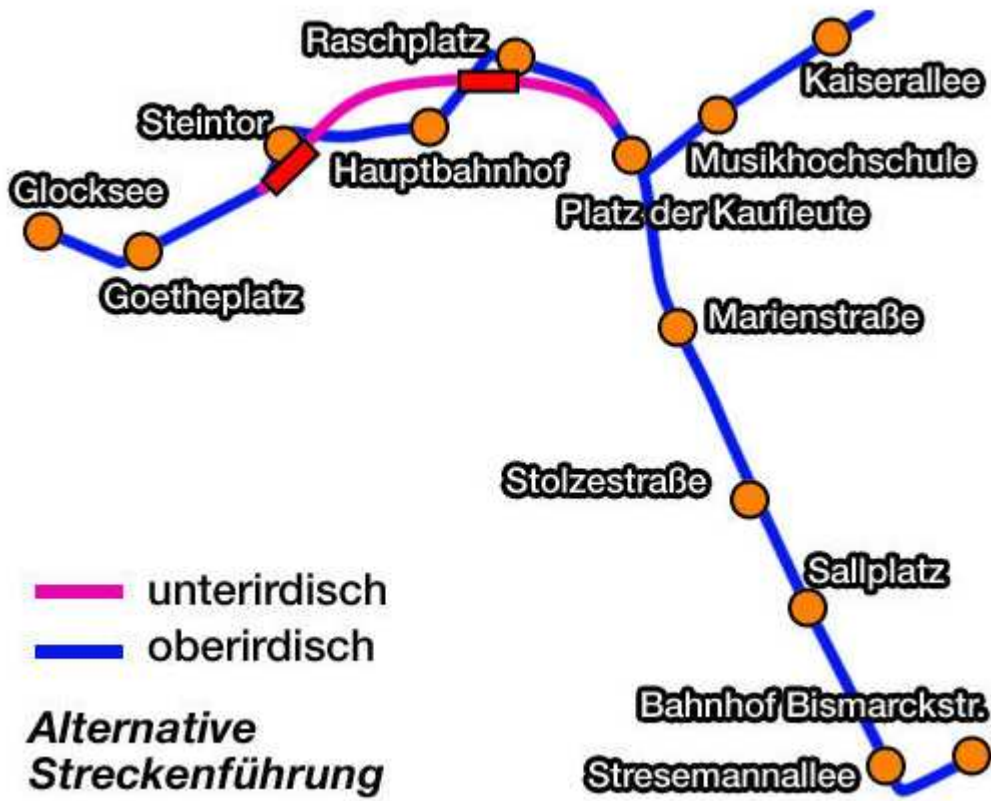 Raschplatz
Kaiserallee
Steintor
Hauptbahnhof
Musikhochschule
Glocksee
Platz der Kaufleute
Goetheplatz
Marienstraße
Stolzestraße
Sallplatz
unterirdisch
oberirdisch
Bahnhof Bismarckstr.
Alternative
Streckenführung
Stresemannallee